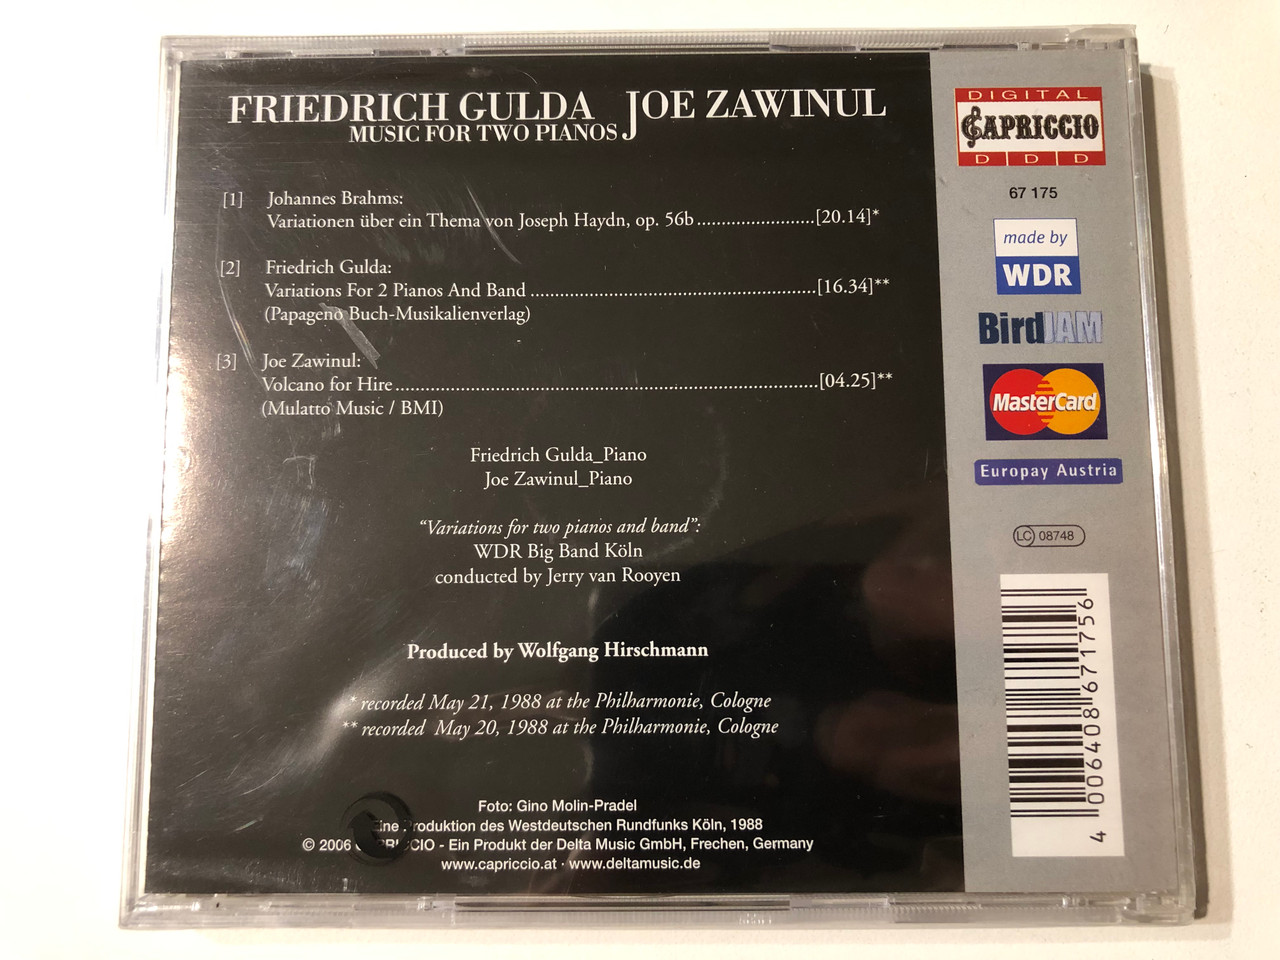 FRIEDRICH GULDA JOE ZAWINUL
MUSIC FOR TWO PIANOS
[1] Johannes Brahms:
Variationen über ein Thema von Joseph Haydn, op. 56b........................[20.14]*
[2] Friedrich Gulda:
Variations For 2 Pianos And Band..........................................................[16.34]**
(Papageno Buch-Musikalienverlag)
[3] Joe Zawinul:
Volcano for Hire......................................................................................[04.25]**
(Mulatto Music / BMI)
Friedrich Gulda_Piano
Joe Zawinul_Piano
“Variations for two pianos and band”:
WDR Big Band Köln
conducted by Jerry van Rooyen
Produced by Wolfgang Hirschmann
* recorded May 21, 1988 at the Philharmonie, Cologne
** recorded May 20, 1988 at the Philharmonie, Cologne
Foto: Gino Molin-Pradel
Eine Produktion des Westdeutschen Rundfunks Köln, 1988
© 2006 CAPRICCIO - Ein Produkt der Delta Music GmbH, Frechen, Germany
www.capriccio.at · www.deltamusic.de
DIGITAL
CAPRICCIO
D D D
67 175
made by
WDR
BirdJAM
MasterCard
Europay Austria
LC 08748
4 006408 671756